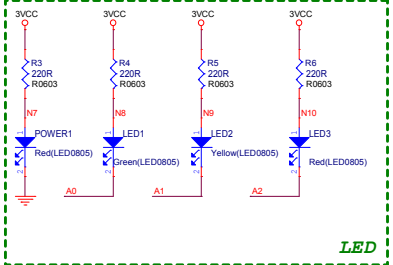 3VCC 3VCC 3VCC 3VCC
R3 R4 R5 R6
220R 220R 220R 220R
R0603 R0603 R0603 R0603
N7 N8 N9 N10
1 1 1 1
POWER1 LED1 LED2 LED3
Red(LED0805) Green(LED0805) Yellow(LED0805) Red(LED0805)
2 2 2 2
A0 A1 A2
LED